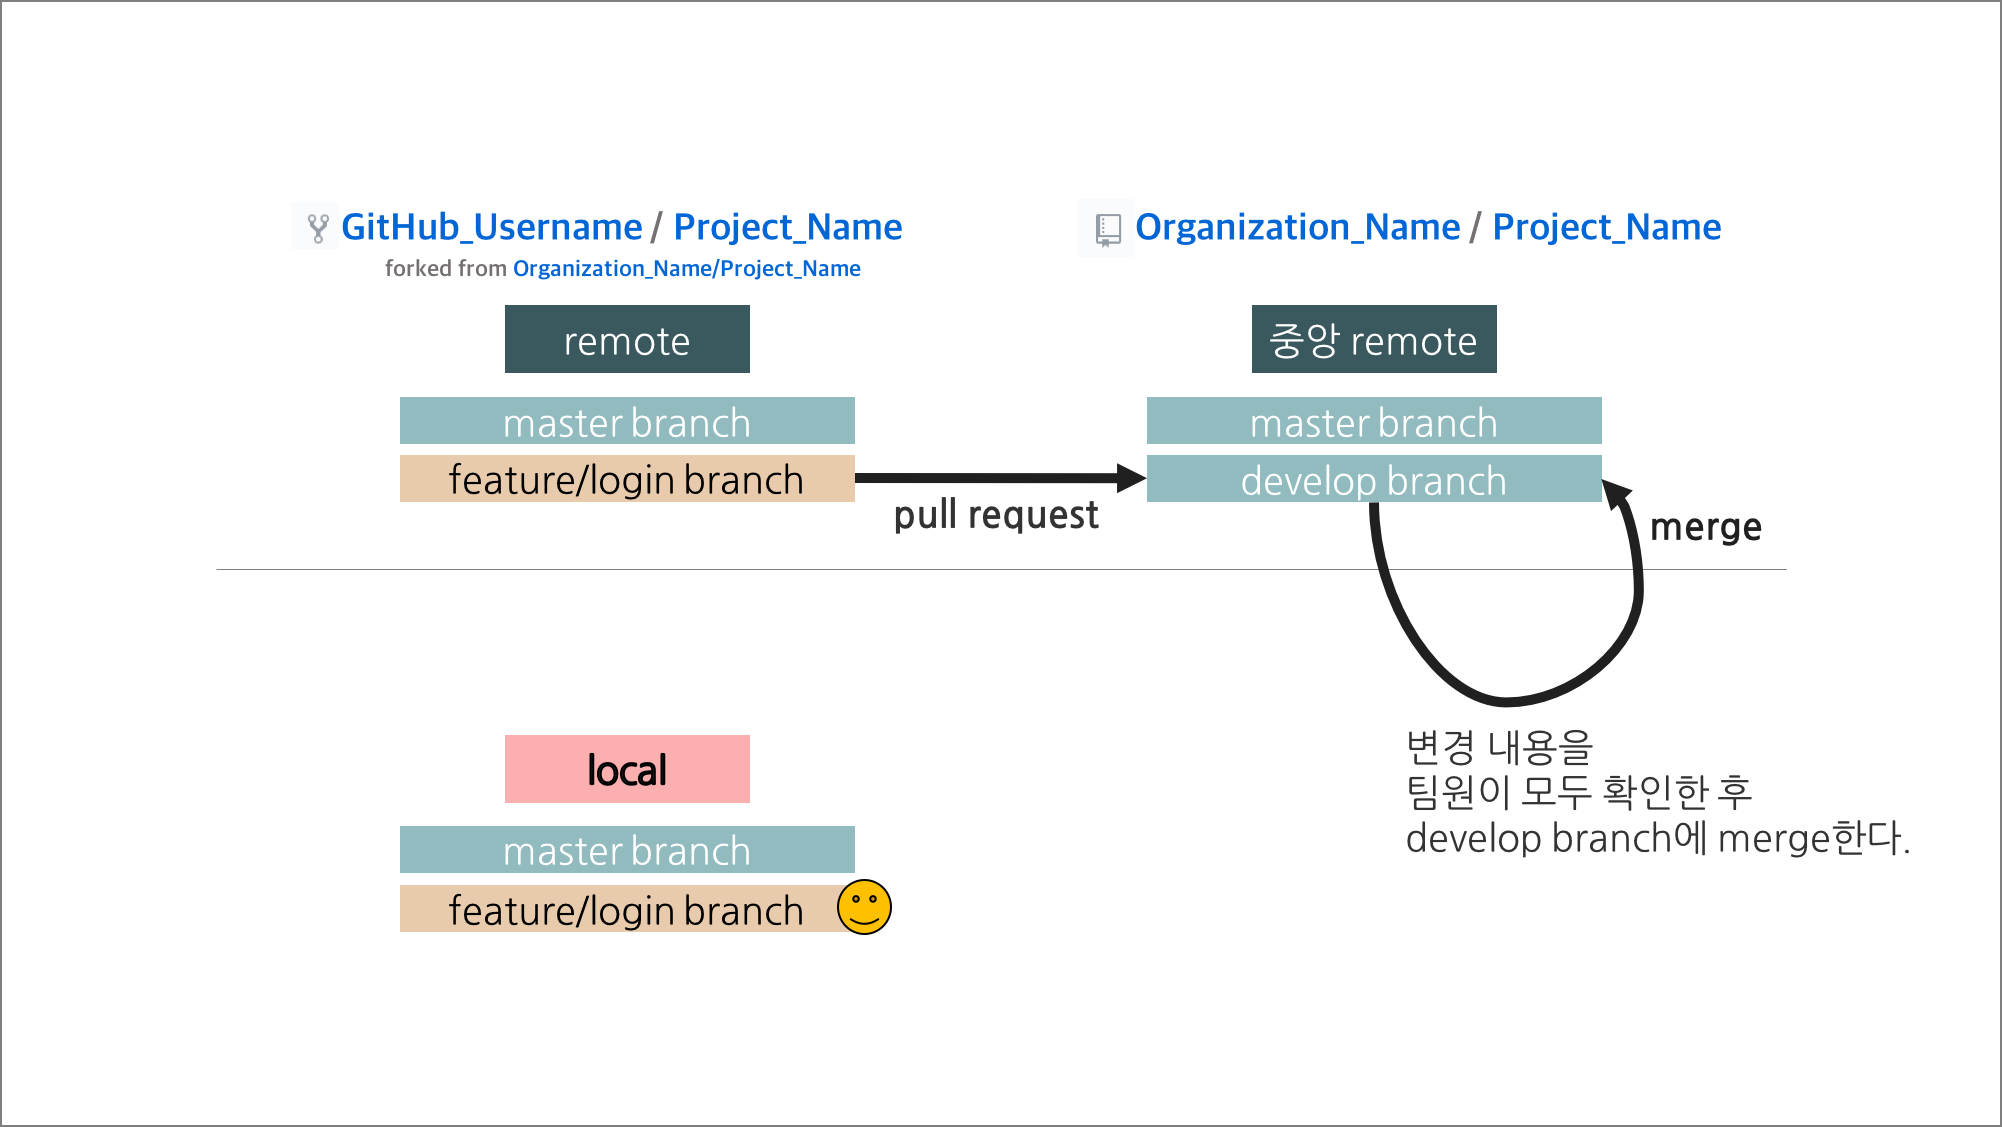 GitHub_Username / Project_Name
forked from Organization_Name/Project_Name
remote
master branch
feature/login branch
pull request
Organization_Name / Project_Name
중앙 remote
master branch
develop branch
merge
변경 내용을
팀원이 모두 확인한 후
develop branch에 merge한다.
local
master branch
feature/login branch